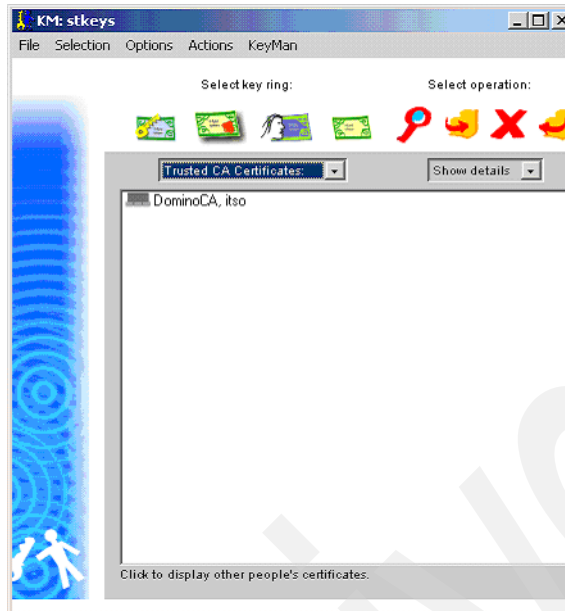 KM: stkeys
File Selection Options Actions KeyMan
Select key ring: Select operation:
Trusted CA Certificates: Show details
DominoCA, itso
Click to display other people's certificates.